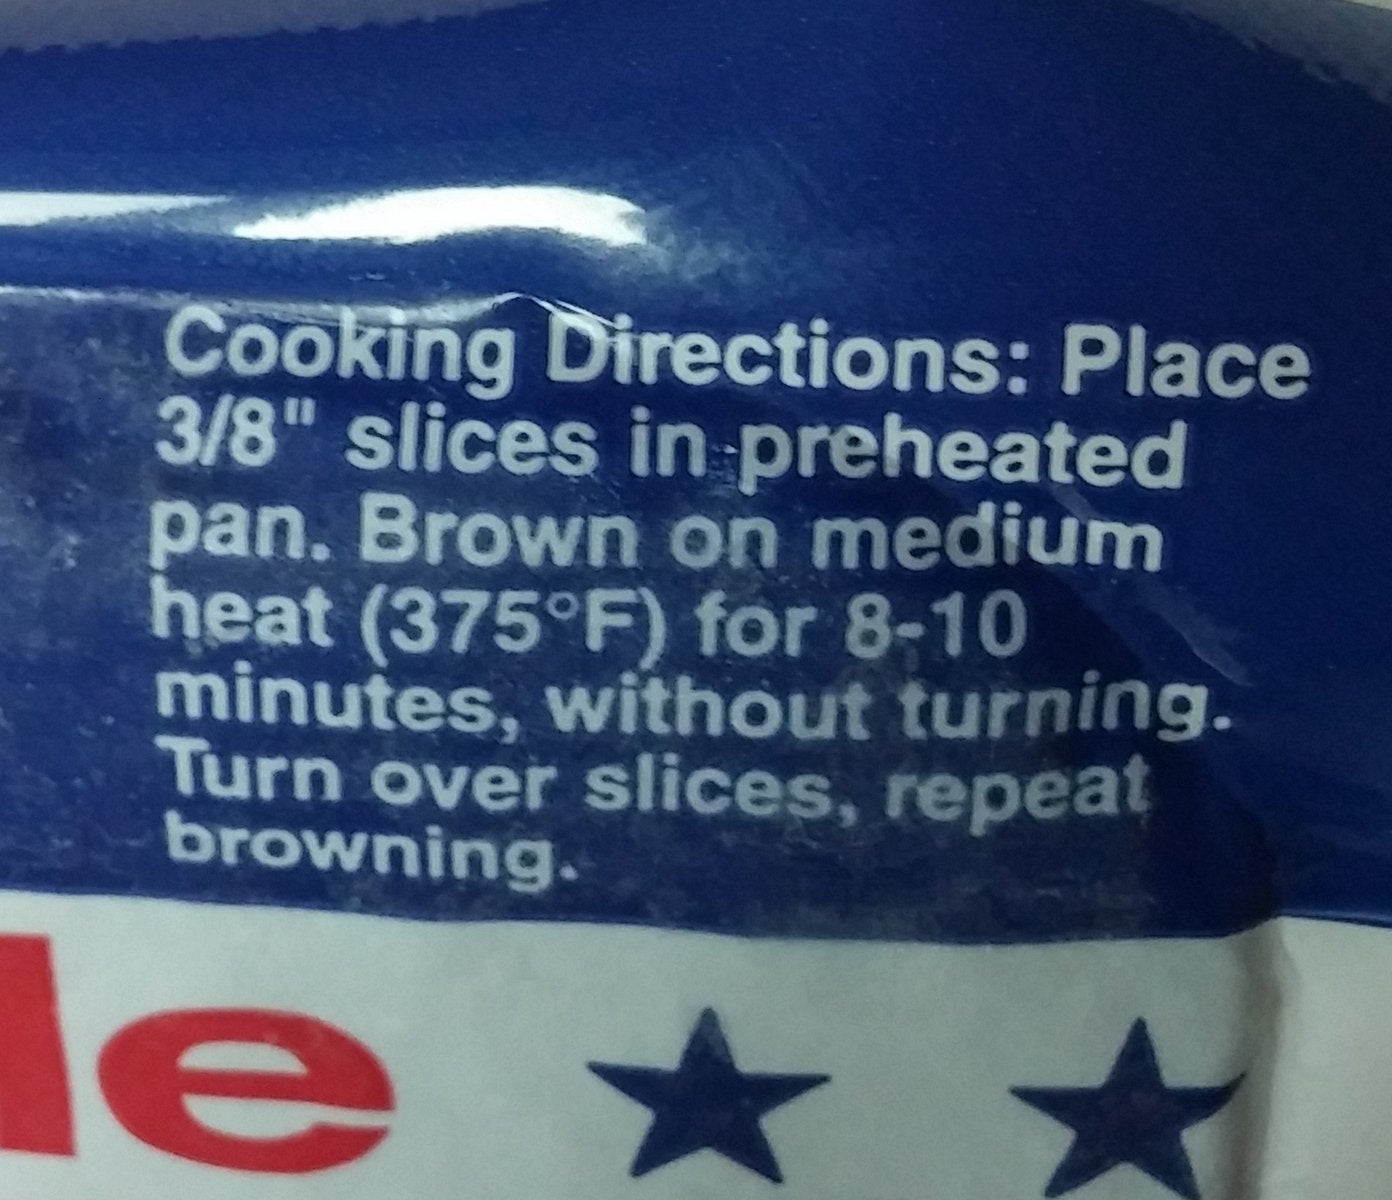 Cooking Directions: Place
3/8" slices in preheated
pan. Brown on medium
heat (375°F) for 8-10
minutes, without turning.
Turn over slices, repeat
browning.
le